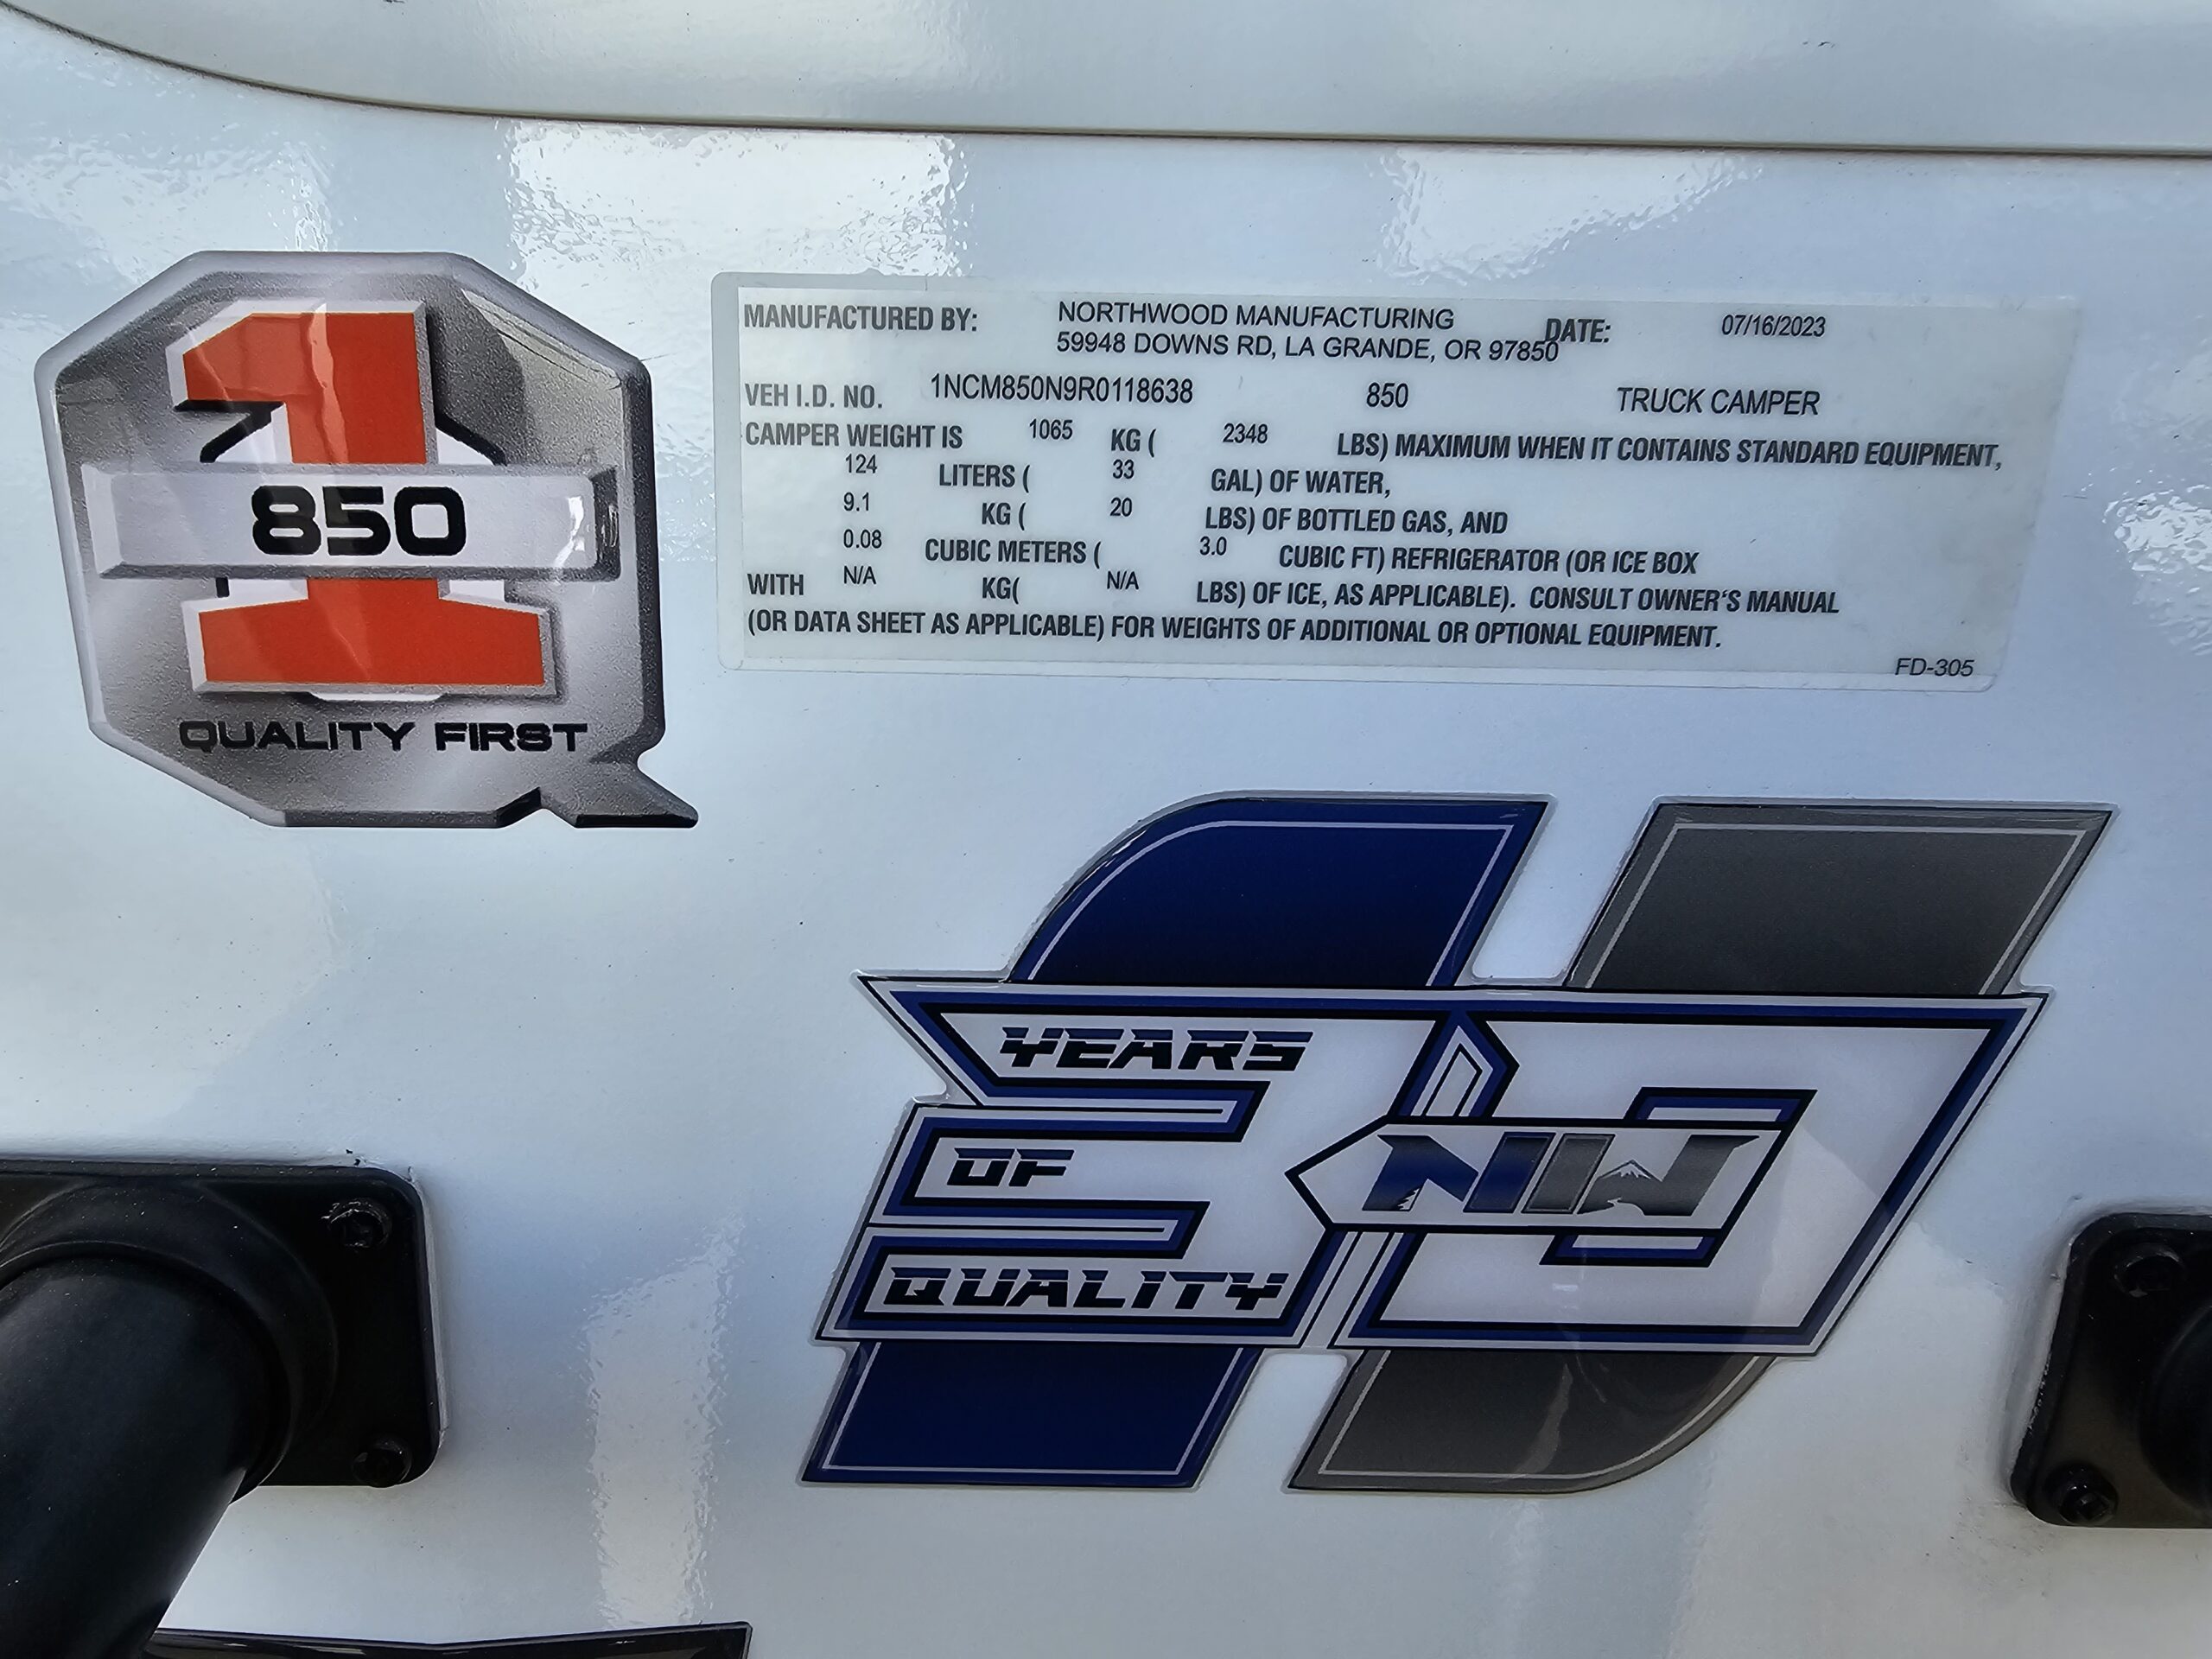 MANUFACTURED BY: NORTHWOOD MANUFACTURING DATE: 07/16/2023
59948 DOWNS RD, LA GRANDE, OR 97850
VEH I.D. NO. 1NCM850N9R0118638 850 TRUCK CAMPER
CAMPER WEIGHT IS 1065 KG ( 2348 LBS) MAXIMUM WHEN IT CONTAINS STANDARD EQUIPMENT,
124 LITERS ( 33 GAL) OF WATER,
9.1 KG ( 20 LBS) OF BOTTLED GAS, AND
0.08 CUBIC METERS ( 3.0 CUBIC FT) REFRIGERATOR (OR ICE BOX
WITH N/A KG( N/A LBS) OF ICE, AS APPLICABLE). CONSULT OWNER'S MANUAL
(OR DATA SHEET AS APPLICABLE) FOR WEIGHTS OF ADDITIONAL OR OPTIONAL EQUIPMENT.
FD-305
1
850
QUALITY FIRST
30
YEARS
OF
QUALITY
NW